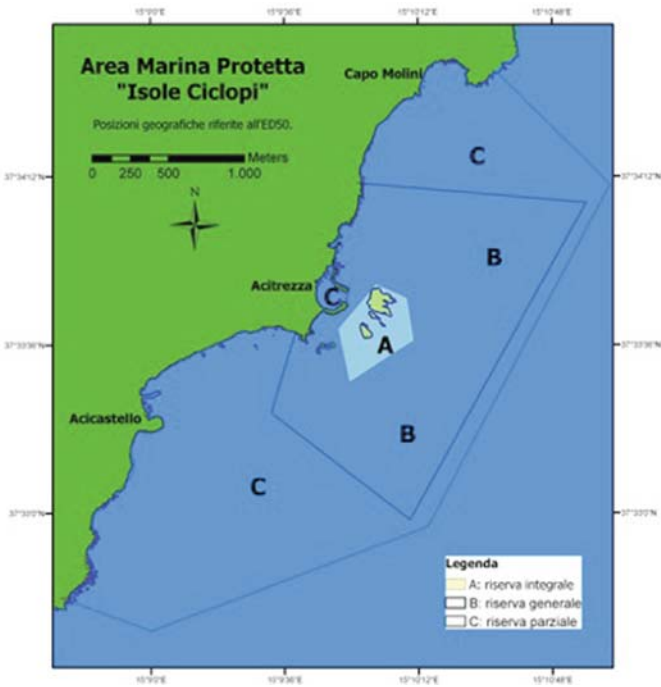 15°9'0"E 15°9'36"E 15°10'12"E 15°10'48"E
Area Marina Protetta
"Isole Ciclopi"
Capo Molini
Posizioni geografiche riferite all'ED50.
Meters
0 250 500 1.000
C
37°34'12"N 37°34'12"N
N
B
Acitrezza
C
A
37°33'36"N 37°33'36"N
Acicastello
B
C
37°33'0"N 37°33'0"N
Legenda
A: riserva integrale
B: riserva generale
C: riserva parziale
15°9'0"E 15°9'36"E 15°10'12"E 15°10'48"E